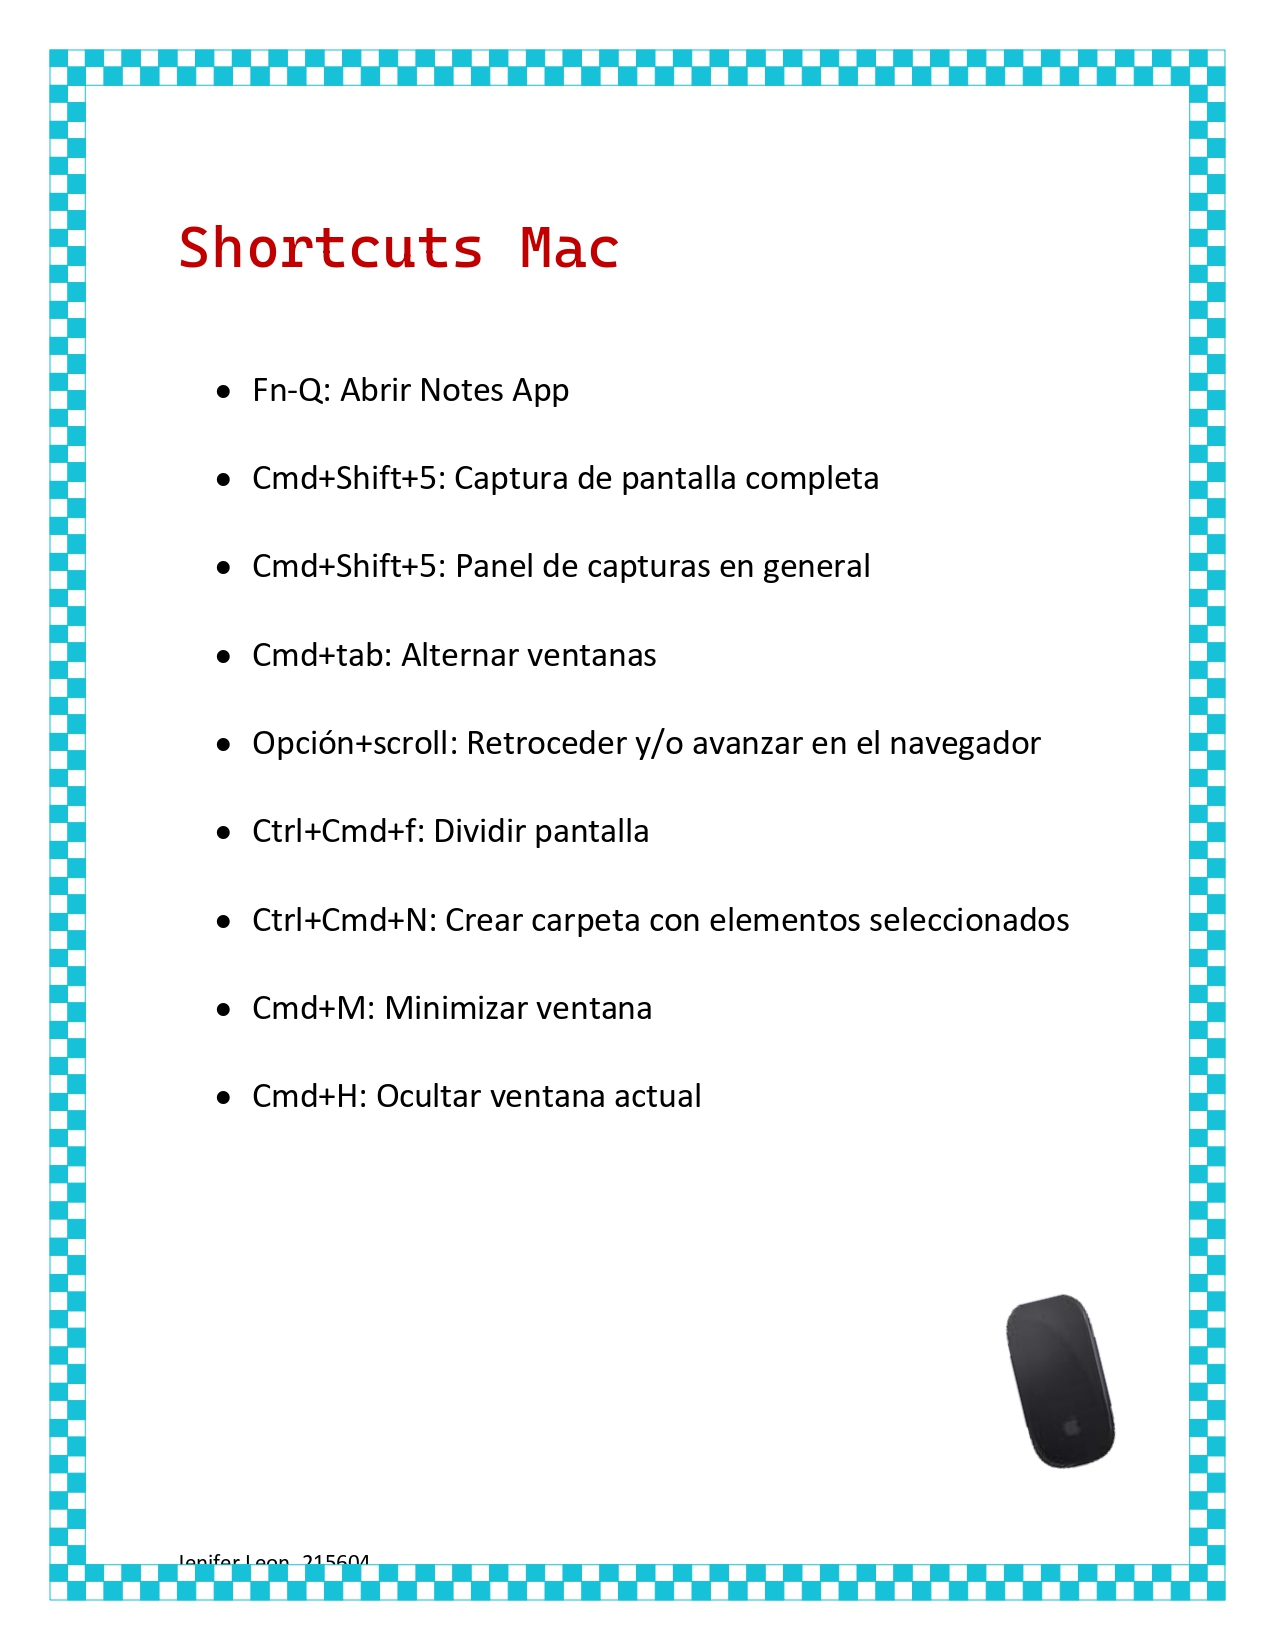 Shortcuts Mac
• Fn-Q: Abrir Notes App
• Cmd+Shift+5: Captura de pantalla completa
• Cmd+Shift+5: Panel de capturas en general
• Cmd+tab: Alternar ventanas
• Opción+scroll: Retroceder y/o avanzar en el navegador
• Ctrl+Cmd+f: Dividir pantalla
• Ctrl+Cmd+N: Crear carpeta con elementos seleccionados
• Cmd+M: Minimizar ventana
• Cmd+H: Ocultar ventana actual
Jenifer Leon 215604